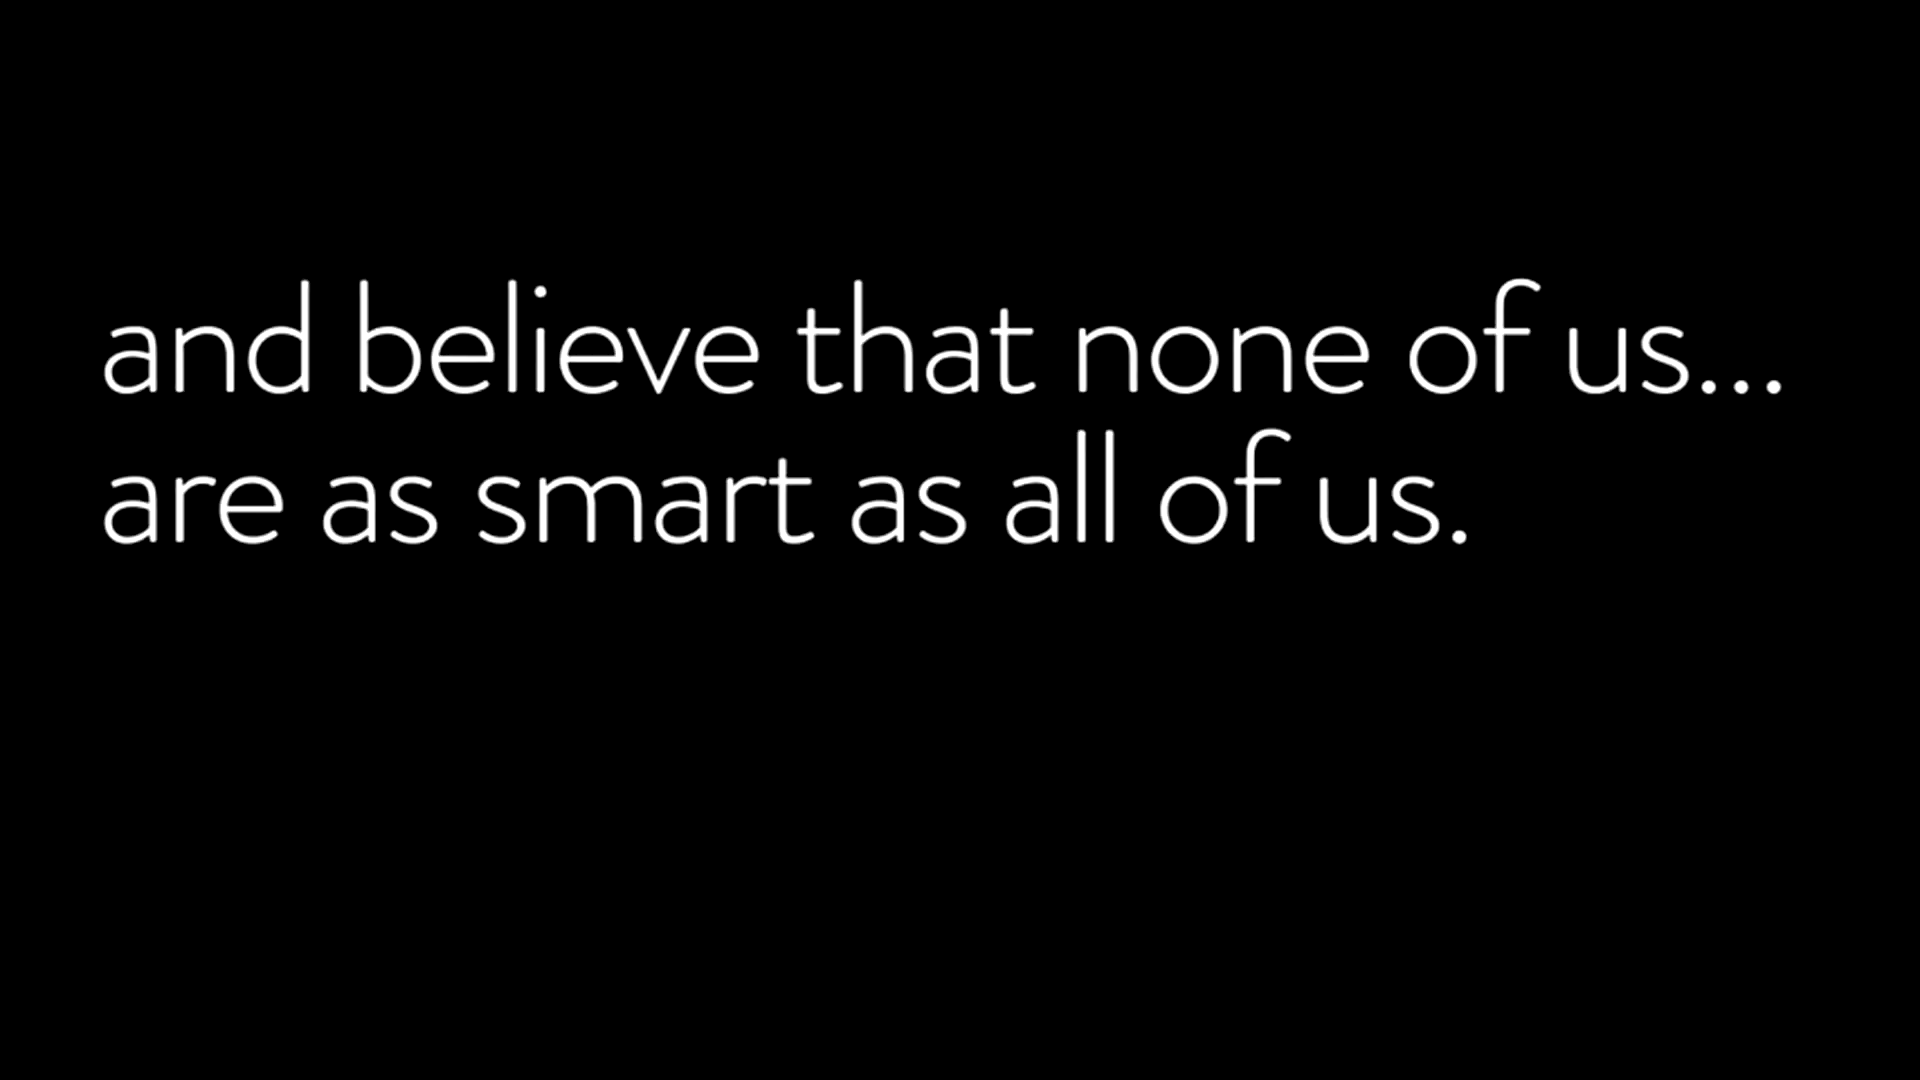 and believe that none of us...
are as smart as all of us.